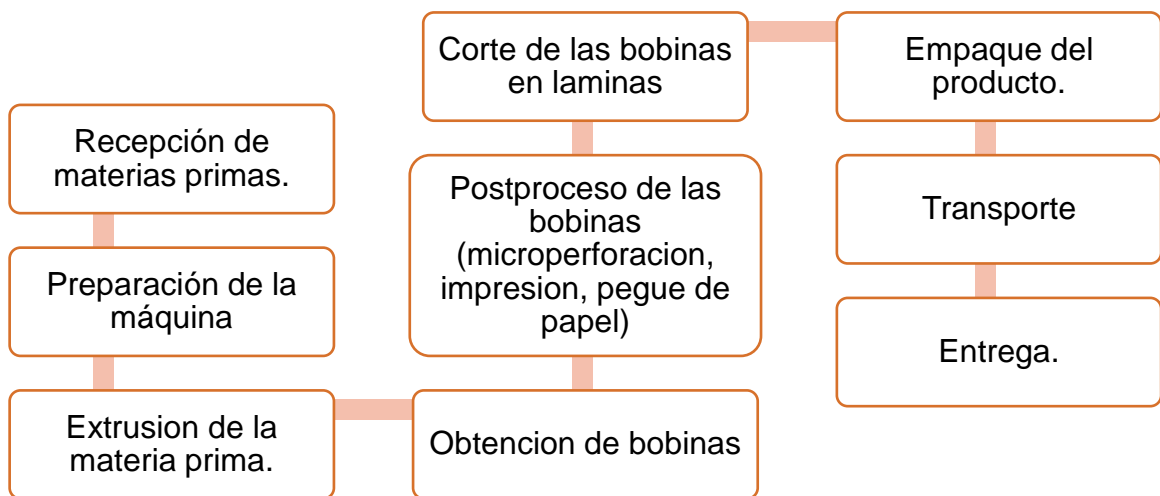 Recepción de
materias primas.
Preparación de la
máquina
Extrusion de la
materia prima.
Obtencion de bobinas
Postproceso de las
bobinas
(microperforacion,
impresion, pegue de
papel)
Corte de las bobinas
en laminas
Empaque del
producto.
Transporte
Entrega.